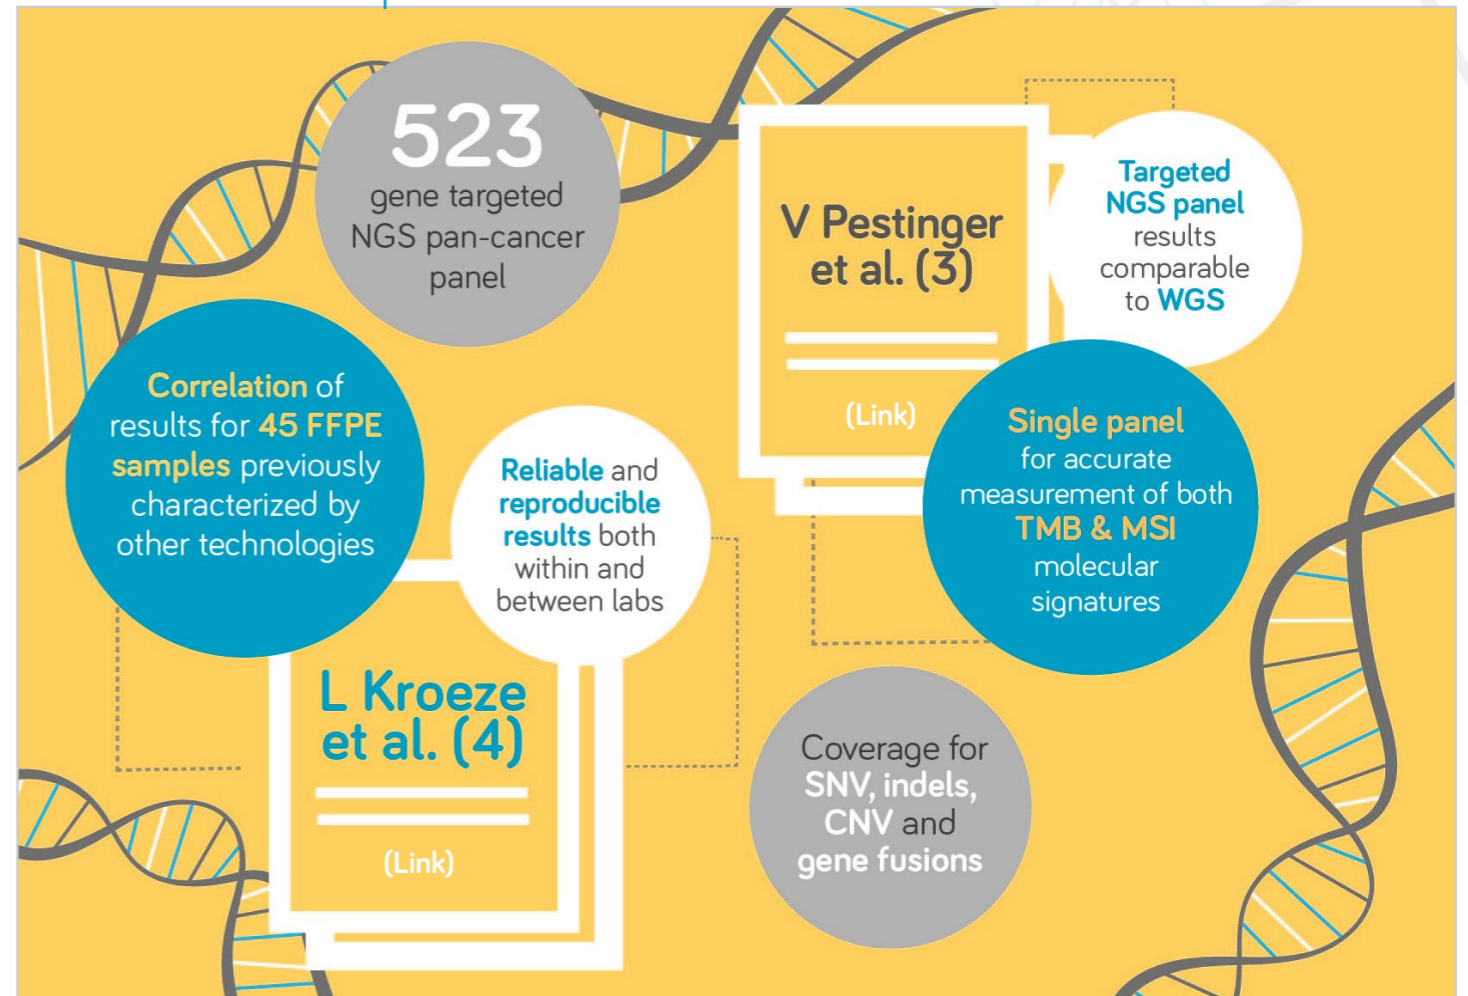 523
gene targeted
NGS pan-cancer
panel
V Pestinger
et al. (3)
(Link)
Targeted
NGS panel
results
comparable
to WGS
Single panel
for accurate
measurement of both
TMB & MSI
molecular
signatures
Correlation of
results for 45 FFPE
samples previously
characterized by
other technologies
Reliable and
reproducible
results both
within and
between labs
L Kroeze
et al. (4)
(Link)
Coverage for
SNV, indels,
CNV and
gene fusions